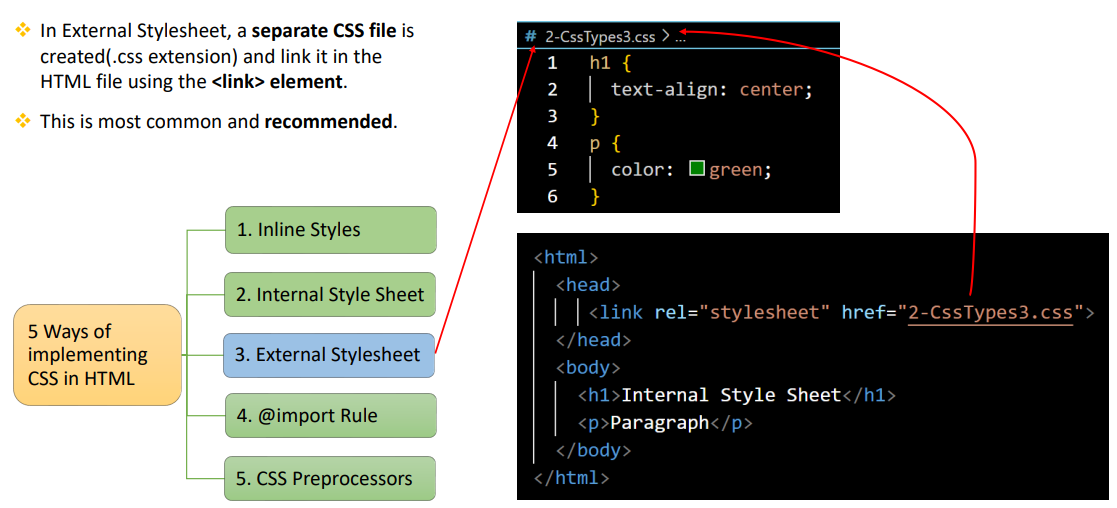 In External Stylesheet, a separate CSS file is
created(.css extension) and link it in the
HTML file using the <link> element.
This is most common and recommended.
5 Ways of
implementing
CSS in HTML
1. Inline Styles
2. Internal Style Sheet
3. External Stylesheet
4. @import Rule
5. CSS Preprocessors
# 2-CssTypes3.css > ...
1 h1 {
2 text-align: center;
3 }
4 p {
5 color: green;
6 }
<html>
<head>
<link rel="stylesheet" href="2-CssTypes3.css">
</head>
<body>
<h1>Internal Style Sheet</h1>
<p>Paragraph</p>
</body>
</html>